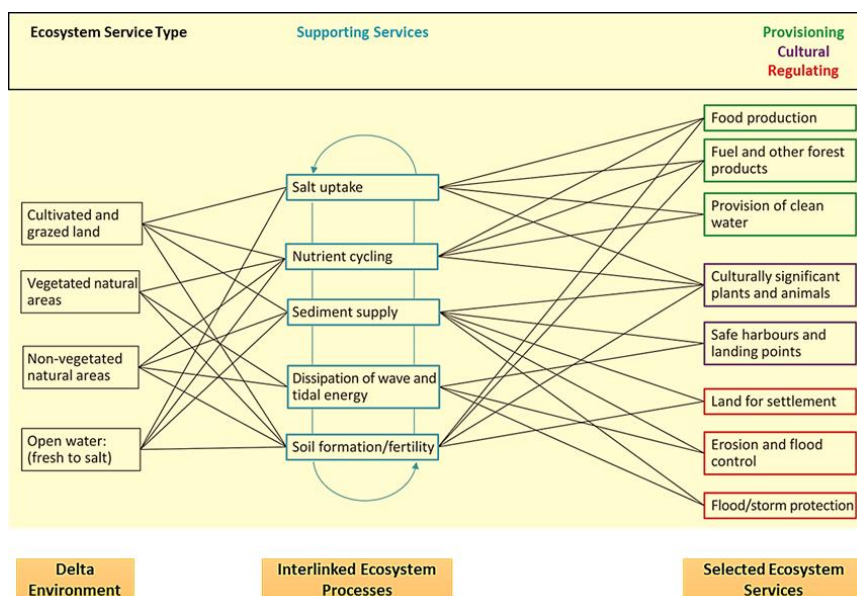 Ecosystem Service Type
Supporting Services
Provisioning
Cultural
Regulating
Cultivated and
grazed land
Vegetated natural
areas
Non-vegetated
natural areas
Open water:
(fresh to salt)
Salt uptake
Nutrient cycling
Sediment supply
Dissipation of wave and
tidal energy
Soil formation/fertility
Food production
Fuel and other forest
products
Provision of clean
water
Culturally significant
plants and animals
Safe harbours and
landing points
Land for settlement
Erosion and flood
control
Flood/storm protection
Delta
Environment
Interlinked Ecosystem
Processes
Selected Ecosystem
Services